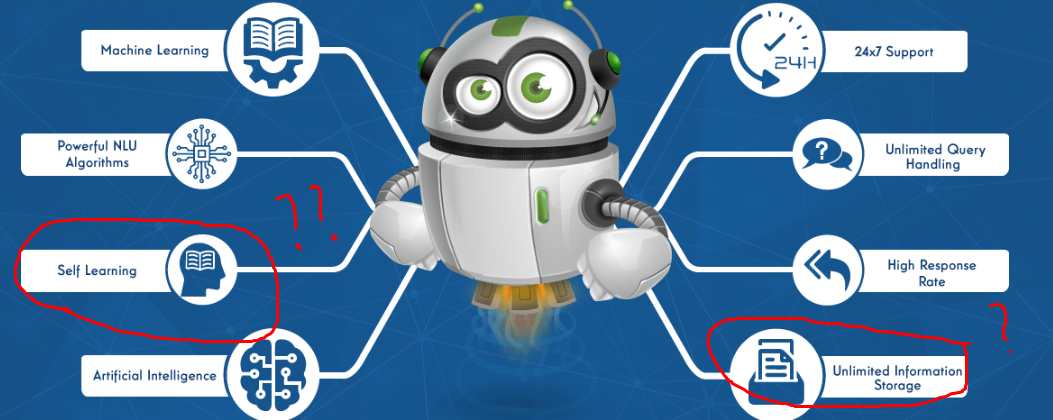 Machine Learning
Powerful NLU
Algorithms
Self Learning
Artificial Intelligence
24H
24x7 Support
?
Unlimited Query
Handling
High Response
Rate
Unlimited Information
Storage
??
?